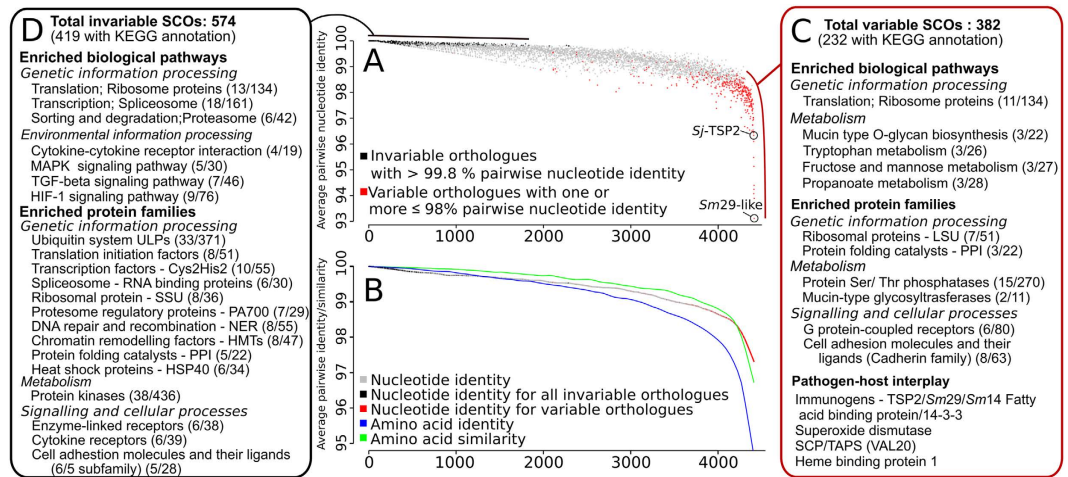 D
Total invariable SCOs: 574
(419 with KEGG annotation)
Enriched biological pathways
Genetic information processing
Translation; Ribosome proteins (13/134)
Transcription; Spliceosome (18/161)
Sorting and degradation;Proteasome (6/42)
Environmental information processing
Cytokine-cytokine receptor interaction (4/19)
MAPK signaling pathway (5/30)
TGF-beta signaling pathway (7/46)
HIF-1 signaling pathway (9/76)
Enriched protein families
Genetic information processing
Ubiquitin system ULPs (33/371)
Translation initiation factors (8/51)
Transcription factors - Cys2His2 (10/55)
Spliceosome - RNA binding proteins (6/30)
Ribosomal protein - SSU (8/36)
Protesome regulatory proteins - PA700 (7/29)
DNA repair and recombination - NER (8/55)
Chromatin remodelling factors - HMTs (8/47)
Protein folding catalysts - PPI (5/22)
Heat shock proteins - HSP40 (6/34)
Metabolism
Protein kinases (38/436)
Signalling and cellular processes
Enzyme-linked receptors (6/38)
Cytokine receptors (6/39)
Cell adhesion molecules and their ligands
(6/5 subfamily) (5/28)
A
Average pairwise nucleotide identity
100
99
98
97
96
95
94
93
Sj-TSP2
Sm29-like
Invariable orthologues
with > 99.8 % pairwise nucleotide identity
Variable orthologues with one or
more ≤ 98% pairwise nucleotide identity
0 1000 2000 3000 4000
B
Average pairwise identity/similarity
100
99
98
97
96
95
Nucleotide identity
Nucleotide identity for all invariable orthologues
Nucleotide identity for variable orthologues
Amino acid identity
Amino acid similarity
0 1000 2000 3000 4000
C
Total variable SCOs : 382
(232 with KEGG annotation)
Enriched biological pathways
Genetic information processing
Translation; Ribosome proteins (11/134)
Metabolism
Mucin type O-glycan biosynthesis (3/22)
Tryptophan metabolism (3/26)
Fructose and mannose metabolism (3/27)
Propanoate metabolism (3/28)
Enriched protein families
Genetic information processing
Ribosomal proteins - LSU (7/51)
Protein folding catalysts - PPI (3/22)
Metabolism
Protein Ser/ Thr phosphatases (15/270)
Mucin-type glycosyltrasferases (2/11)
Signalling and cellular processes
G protein-coupled receptors (6/80)
Cell adhesion molecules and their
ligands (Cadherin family) (8/63)
Pathogen-host interplay
Immunogens - TSP2/Sm29/Sm14 Fatty
acid binding protein/14-3-3
Superoxide dismutase
SCP/TAPS (VAL20)
Heme binding protein 1